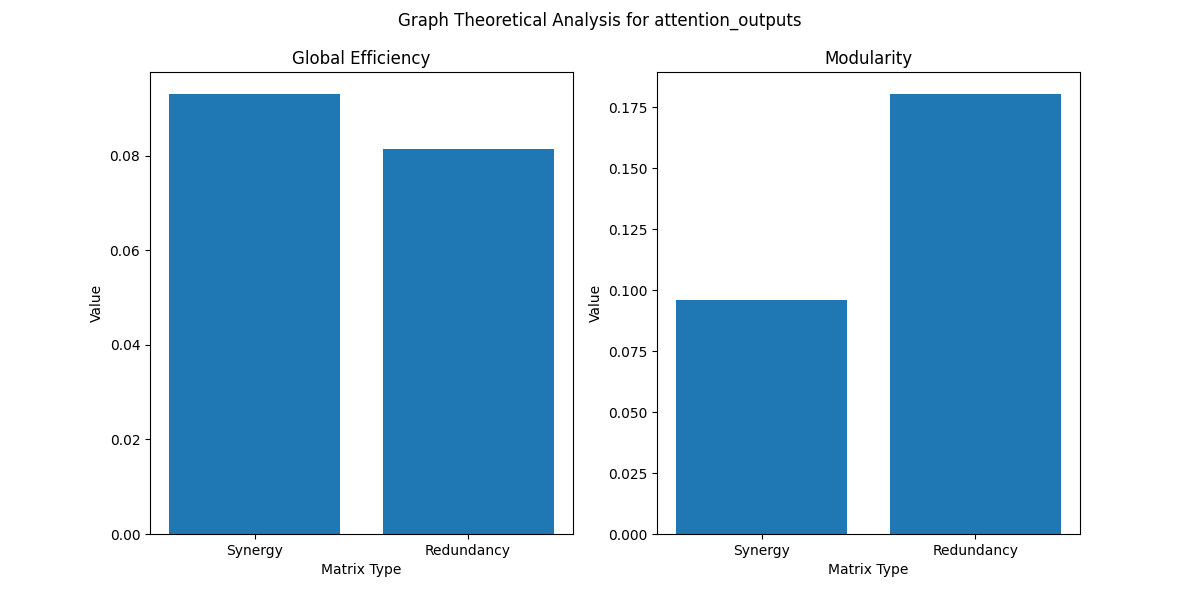 Graph Theoretical Analysis for attention_outputs
Global Efficiency
Value
0.08
0.06
0.04
0.02
0.00
Synergy
Redundancy
Matrix Type
Modularity
Value
0.175
0.150
0.125
0.100
0.075
0.050
0.025
0.000
Synergy
Redundancy
Matrix Type